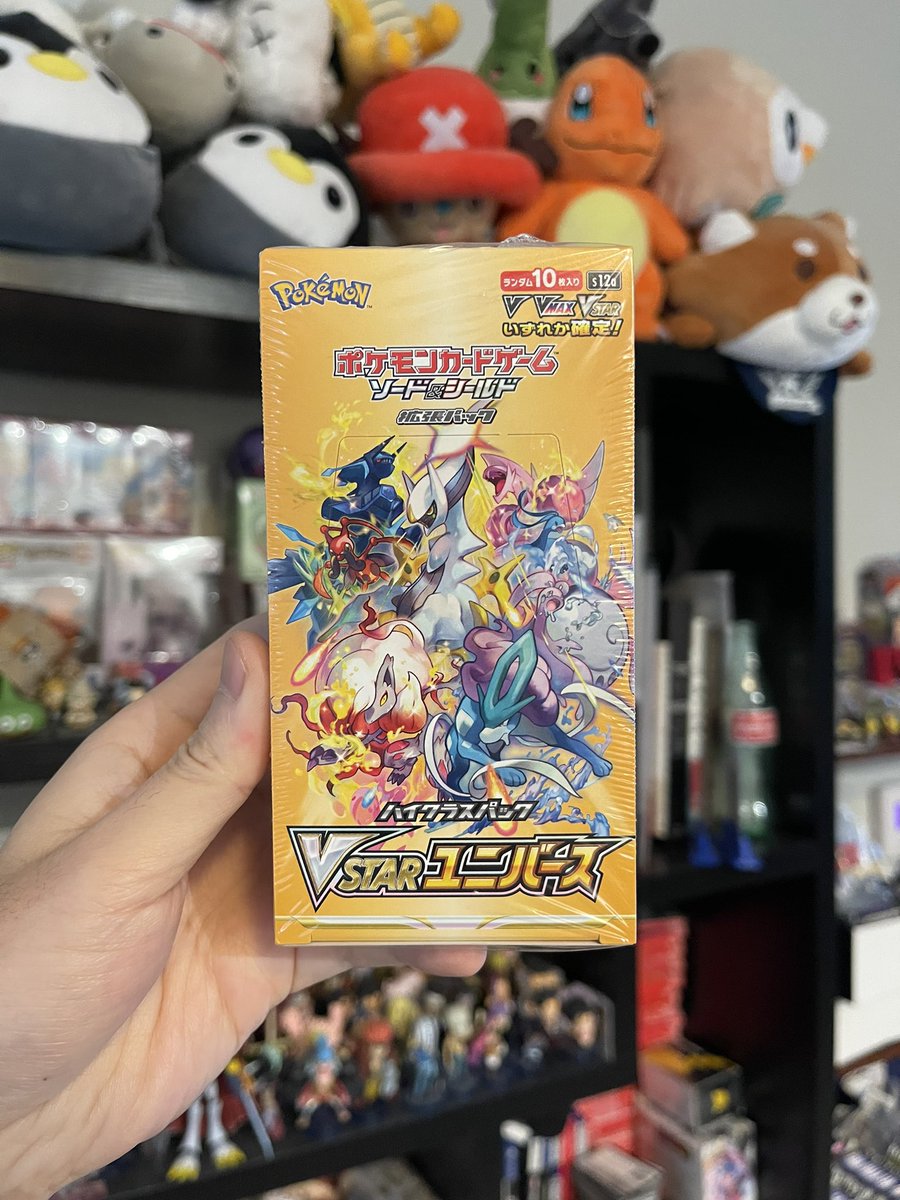 POKéMON
ランダム10枚入り
S12a
V VMAX VSTAR
いずれか確定!
ポケモンカードゲーム
ソード&シールド
拡張パック
ハイクラスパック
VSTARユニバース